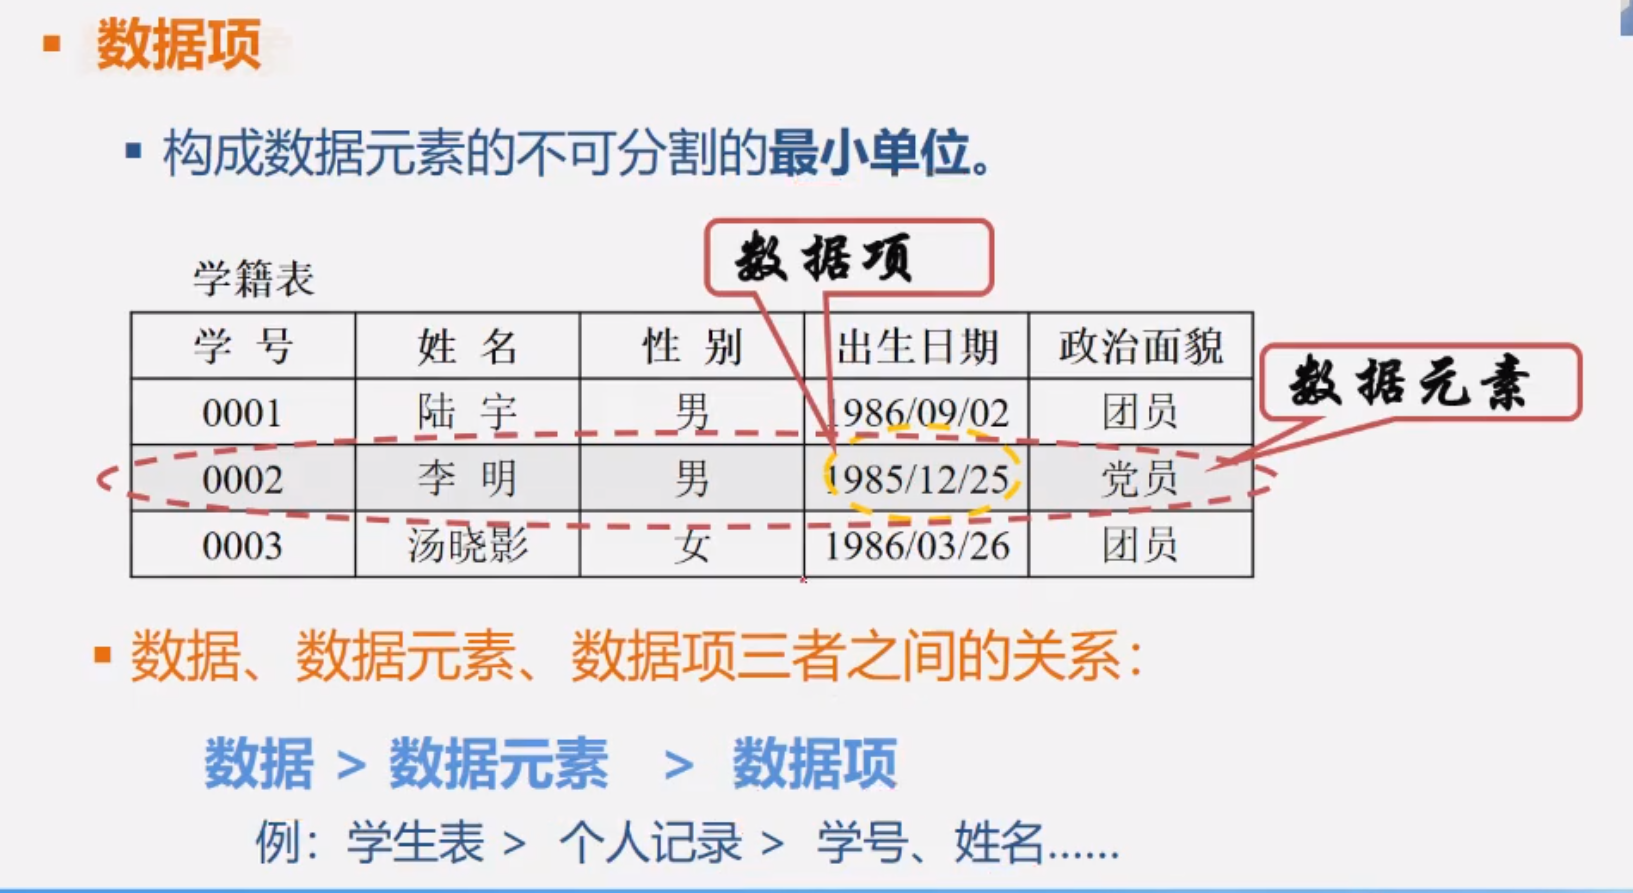 数据项
构成数据元素的不可分割的最小单位。
数据项
学籍表
学 号 姓 名 性 别 出生日期 政治面貌
数据元素
0001 陆 宇 男 1986/09/02 团员
0002 李 明 男 1985/12/25 党员
0003 汤晓影 女 1986/03/26 团员
数据、数据元素、数据项三者之间的关系：
数据 > 数据元素 > 数据项
例：学生表 > 个人记录 > 学号、姓名......